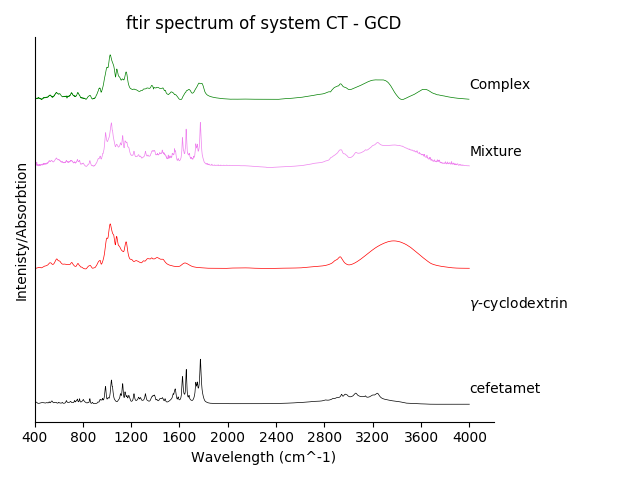 ftir spectrum of system CT - GCD
Complex
Mixture
γ-cyclodextrin
cefetamet
Intenisty/Absorbtion
400 800 1200 1600 2000 2400 2800 3200 3600 4000
Wavelength (cm^-1)